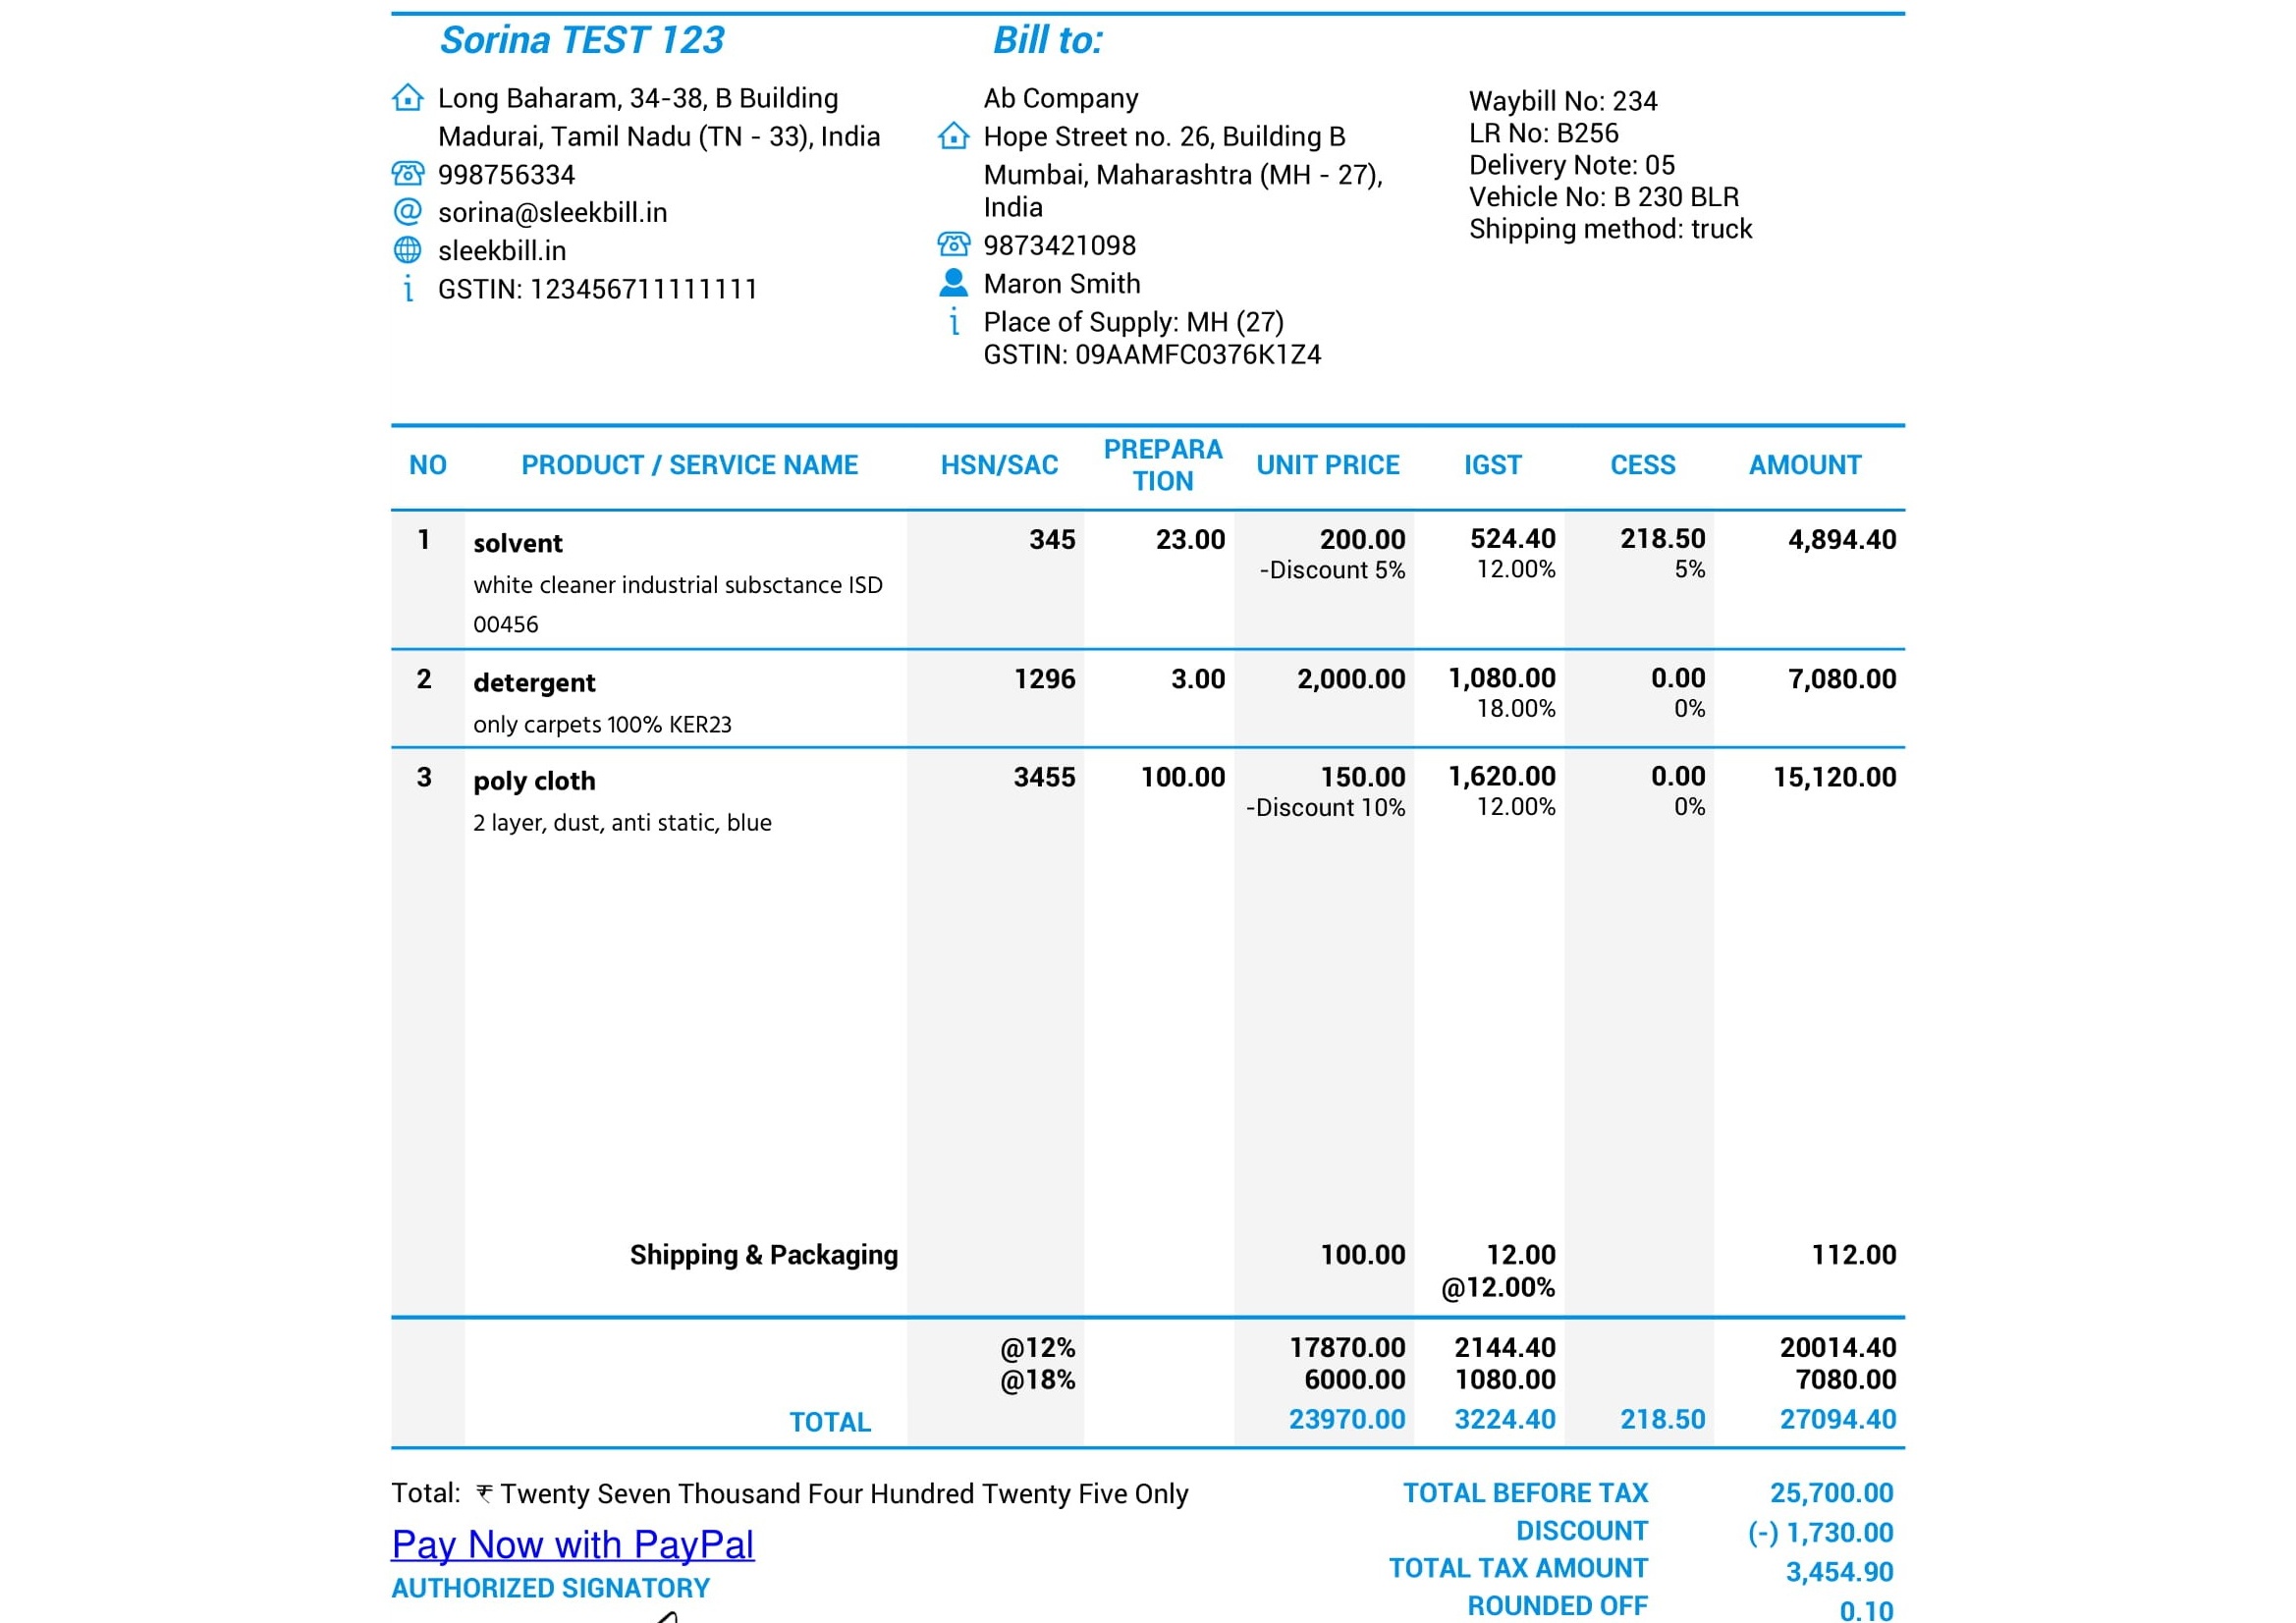 Sorina TEST 123
Long Baharam, 34-38, B Building
Madurai, Tamil Nadu (TN - 33), India
998756334
sorina@sleekbill.in
sleekbill.in
GSTIN: 123456711111111
Bill to:
Ab Company
Hope Street no. 26, Building B
Mumbai, Maharashtra (MH - 27),
India
9873421098
Maron Smith
Place of Supply: MH (27)
GSTIN: 09AAMFC0376K1Z4
Waybill No: 234
LR No: B256
Delivery Note: 05
Vehicle No: B 230 BLR
Shipping method: truck
NO PRODUCT / SERVICE NAME HSN/SAC PREPARA UNIT PRICE IGST CESS AMOUNT
TION
1 solvent 345 23.00 200.00 524.40 218.50 4,894.40
-Discount 5% 12.00% 5%
white cleaner industrial subsctance ISD
00456
2 detergent 1296 3.00 2,000.00 1,080.00 0.00 7,080.00
18.00% 0%
only carpets 100% KER23
3 poly cloth 3455 100.00 150.00 1,620.00 0.00 15,120.00
-Discount 10% 12.00% 0%
2 layer, dust, anti static, blue
Shipping & Packaging 100.00 12.00 112.00
@12.00%
@12% 17870.00 2144.40 20014.40
@18% 6000.00 1080.00 7080.00
TOTAL 23970.00 3224.40 218.50 27094.40
Total: ₹ Twenty Seven Thousand Four Hundred Twenty Five Only
Pay Now with PayPal
AUTHORIZED SIGNATORY
TOTAL BEFORE TAX 25,700.00
DISCOUNT (-) 1,730.00
TOTAL TAX AMOUNT 3,454.90
ROUNDED OFF 0.10